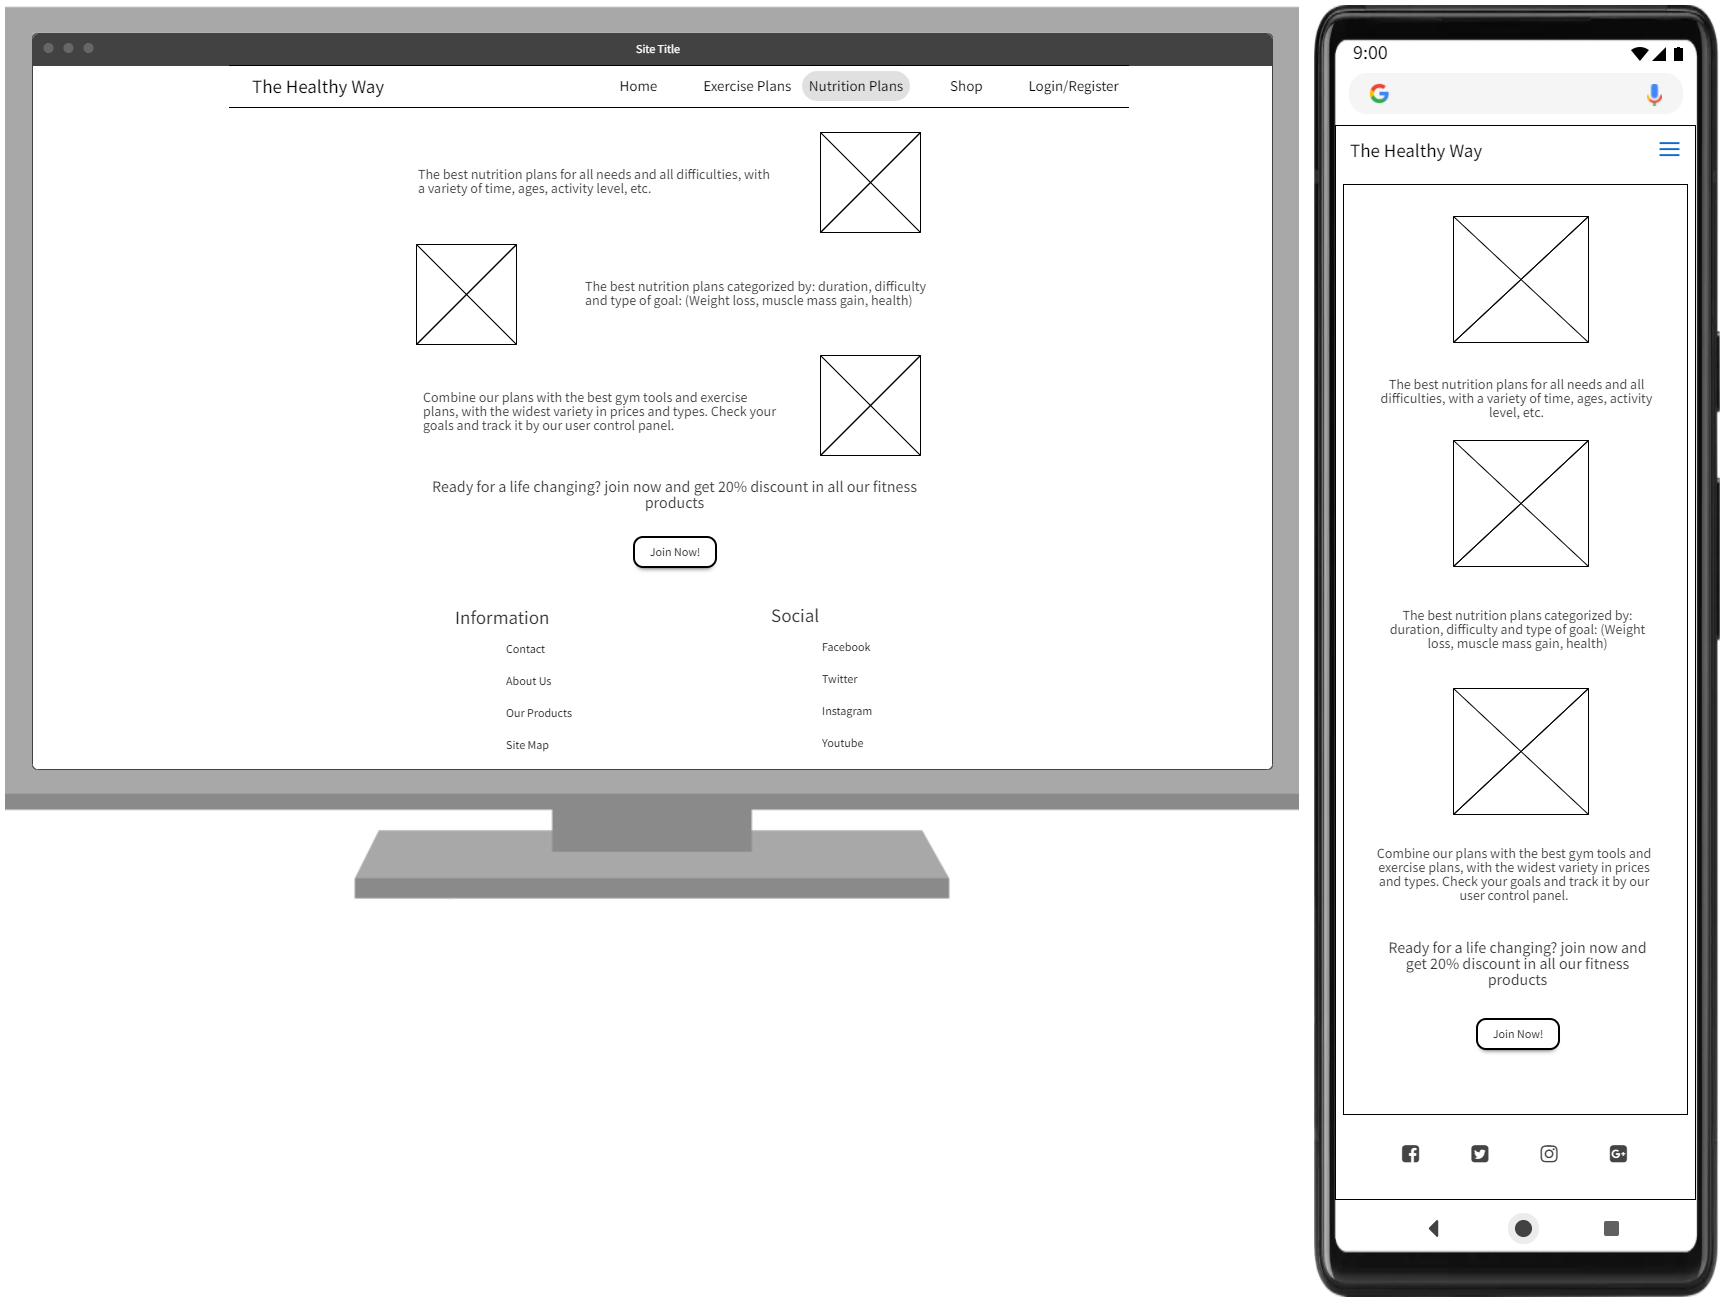 Site Title
The Healthy Way
Home
Exercise Plans
Nutrition Plans
Shop
Login/Register
The best nutrition plans for all needs and all difficulties, with
a variety of time, ages, activity level, etc.
The best nutrition plans categorized by: duration, difficulty
and type of goal: (Weight loss, muscle mass gain, health)
Combine our plans with the best gym tools and exercise
plans, with the widest variety in prices and types. Check your
goals and track it by our user control panel.
Ready for a life changing? join now and get 20% discount in all our fitness
products
Join Now!
Information
Contact
About Us
Our Products
Site Map
Social
Facebook
Twitter
Instagram
Youtube
9:00
The Healthy Way
The best nutrition plans for all needs and all
difficulties, with a variety of time, ages, activity
level, etc.
The best nutrition plans categorized by:
duration, difficulty and type of goal: (Weight
loss, muscle mass gain, health)
Combine our plans with the best gym tools and
exercise plans, with the widest variety in prices
and types. Check your goals and track it by our
user control panel.
Ready for a life changing? join now and
get 20% discount in all our fitness
products
Join Now!